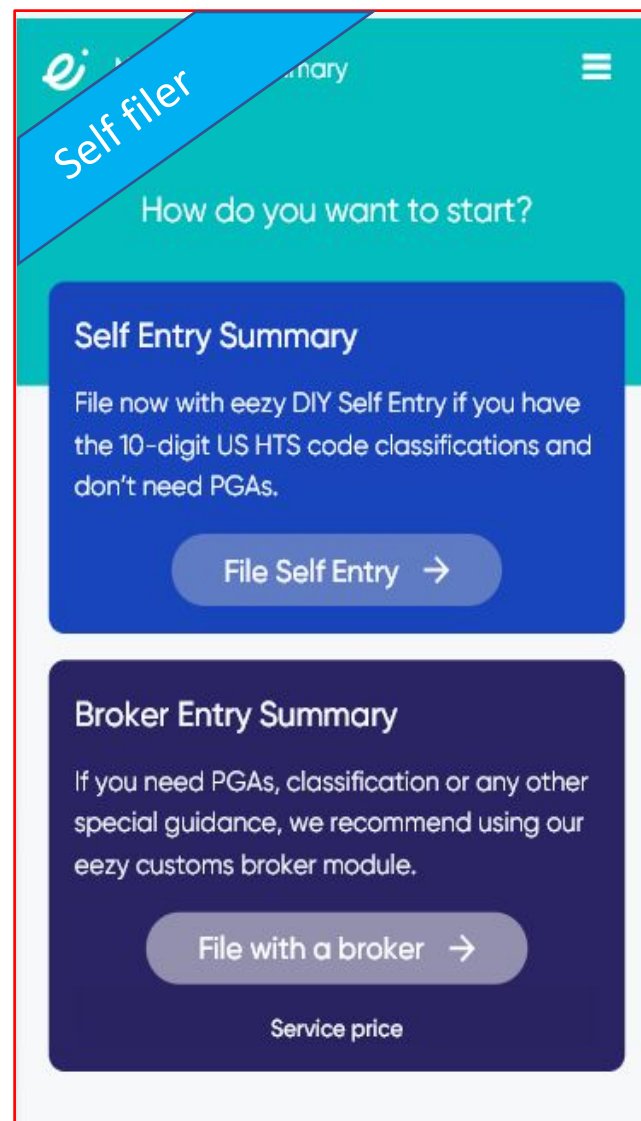 ei
mary
Self filer
How do you want to start?
Self Entry Summary
File now with eezy DIY Self Entry if you have
the 10-digit US HTS code classifications and
don't need PGAs.
File Self Entry →
Broker Entry Summary
If you need PGAs, classification or any other
special guidance, we recommend using our
eezy customs broker module.
File with a broker →
Service price